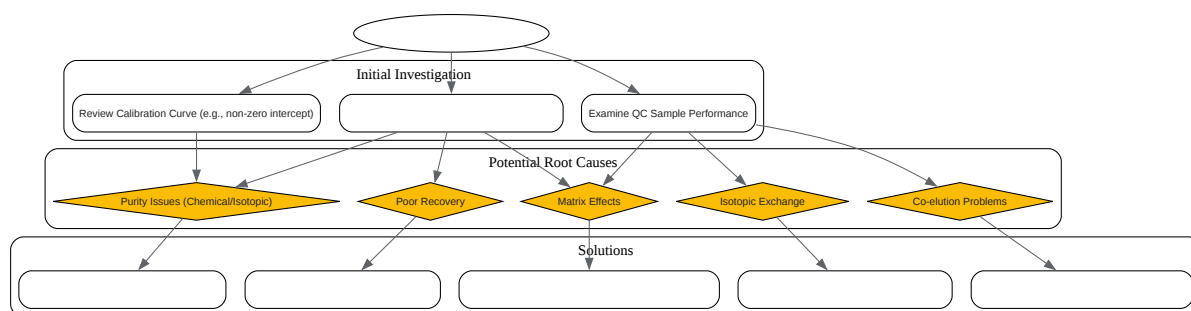 Initial Investigation
Review Calibration Curve (e.g., non-zero intercept)
Examine QC Sample Performance
Potential Root Causes
Purity Issues (Chemical/Isotopic)
Poor Recovery
Matrix Effects
Isotopic Exchange
Co-elution Problems
Solutions